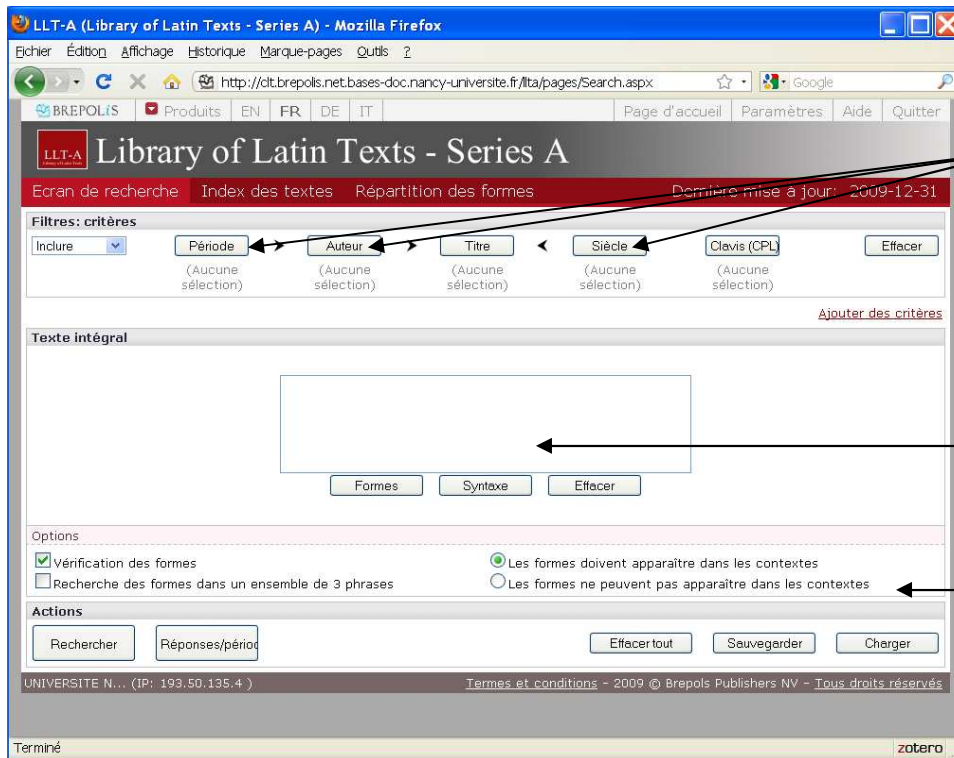 LLT-A (Library of Latin Texts - Series A) - Mozilla Firefox
Fichier Édition Affichage Historique Marque-pages Outils ?
http://clt.brepolis.net.bases-doc.nancy-universite.fr/llta/pages/Search.aspx Google
BREPOLiS Produits EN FR DE IT Page d'accueil Paramètres Aide Quitter
LLT-A Library of Latin Texts - Series A
Ecran de recherche Index des textes Répartition des formes Dernière mise à jour: 2009-12-31
Filtres: critères
Inclure Période Auteur Titre Siècle Clavis (CPL) Effacer
(Aucune sélection) (Aucune sélection) (Aucune sélection) (Aucune sélection) (Aucune sélection)
Ajouter des critères
Texte intégral
Formes Syntaxe Effacer
Options
Vérification des formes Les formes doivent apparaître dans les contextes
Recherche des formes dans un ensemble de 3 phrases Les formes ne peuvent pas apparaître dans les contextes
Actions
Rechercher Réponses/périod Effacer tout Sauvegarder Charger
UNIVERSITE N... (IP: 193.50.135.4 ) Termes et conditions - 2009 © Brepols Publishers NV - Tous droits réservés
Terminé zotero